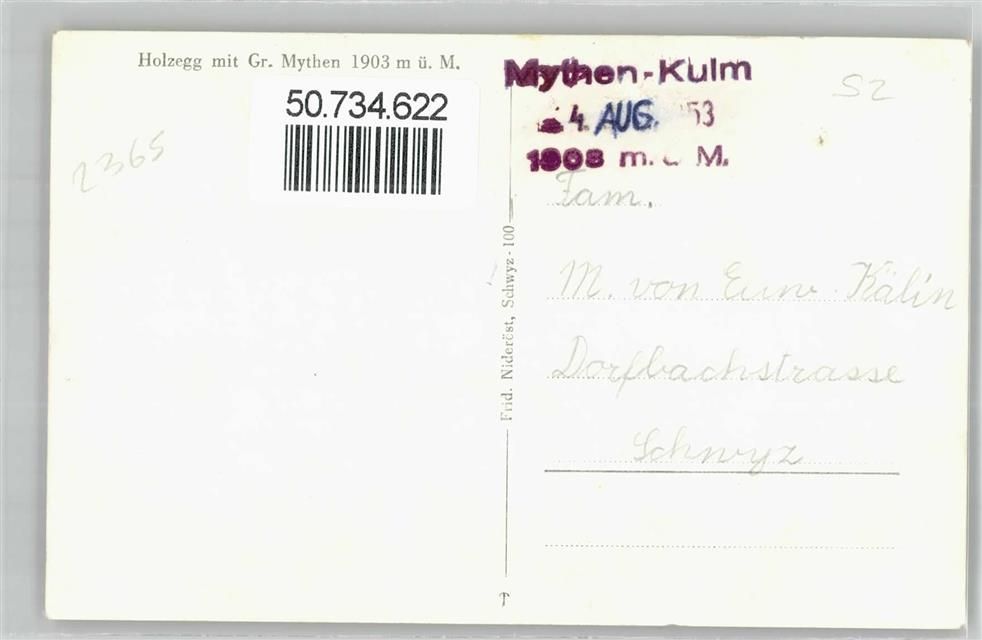 Holzegg mit Gr. Mythen 1903 m ü. M.
50.734.622
2365
Mythen-Kulm
4. AUG. 53
1903 m. ü M.
SZ
Fam.
M. von Euw-Kälin
Dorfbachstrasse
Schwyz
Frid. Niderëst, Schwyz - 100